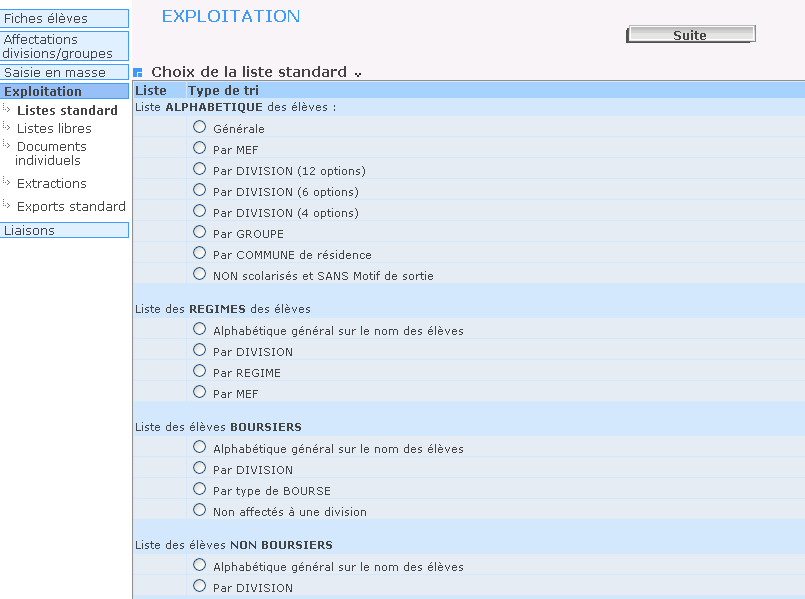 Fiches élèves
Affectations
divisions/groupes
Saisie en masse
Exploitation
Listes standard
Listes libres
Documents
individuels
Extractions
Exports standard
Liaisons
EXPLOITATION
Suite
Choix de la liste standard
Liste Type de tri
Liste ALPHABETIQUE des élèves :
Générale
Par MEF
Par DIVISION (12 options)
Par DIVISION (6 options)
Par DIVISION (4 options)
Par GROUPE
Par COMMUNE de résidence
NON scolarisés et SANS Motif de sortie
Liste des REGIMES des élèves
Alphabétique général sur le nom des élèves
Par DIVISION
Par REGIME
Par MEF
Liste des élèves BOURSIERS
Alphabétique général sur le nom des élèves
Par DIVISION
Par type de BOURSE
Non affectés à une division
Liste des élèves NON BOURSIERS
Alphabétique général sur le nom des élèves
Par DIVISION